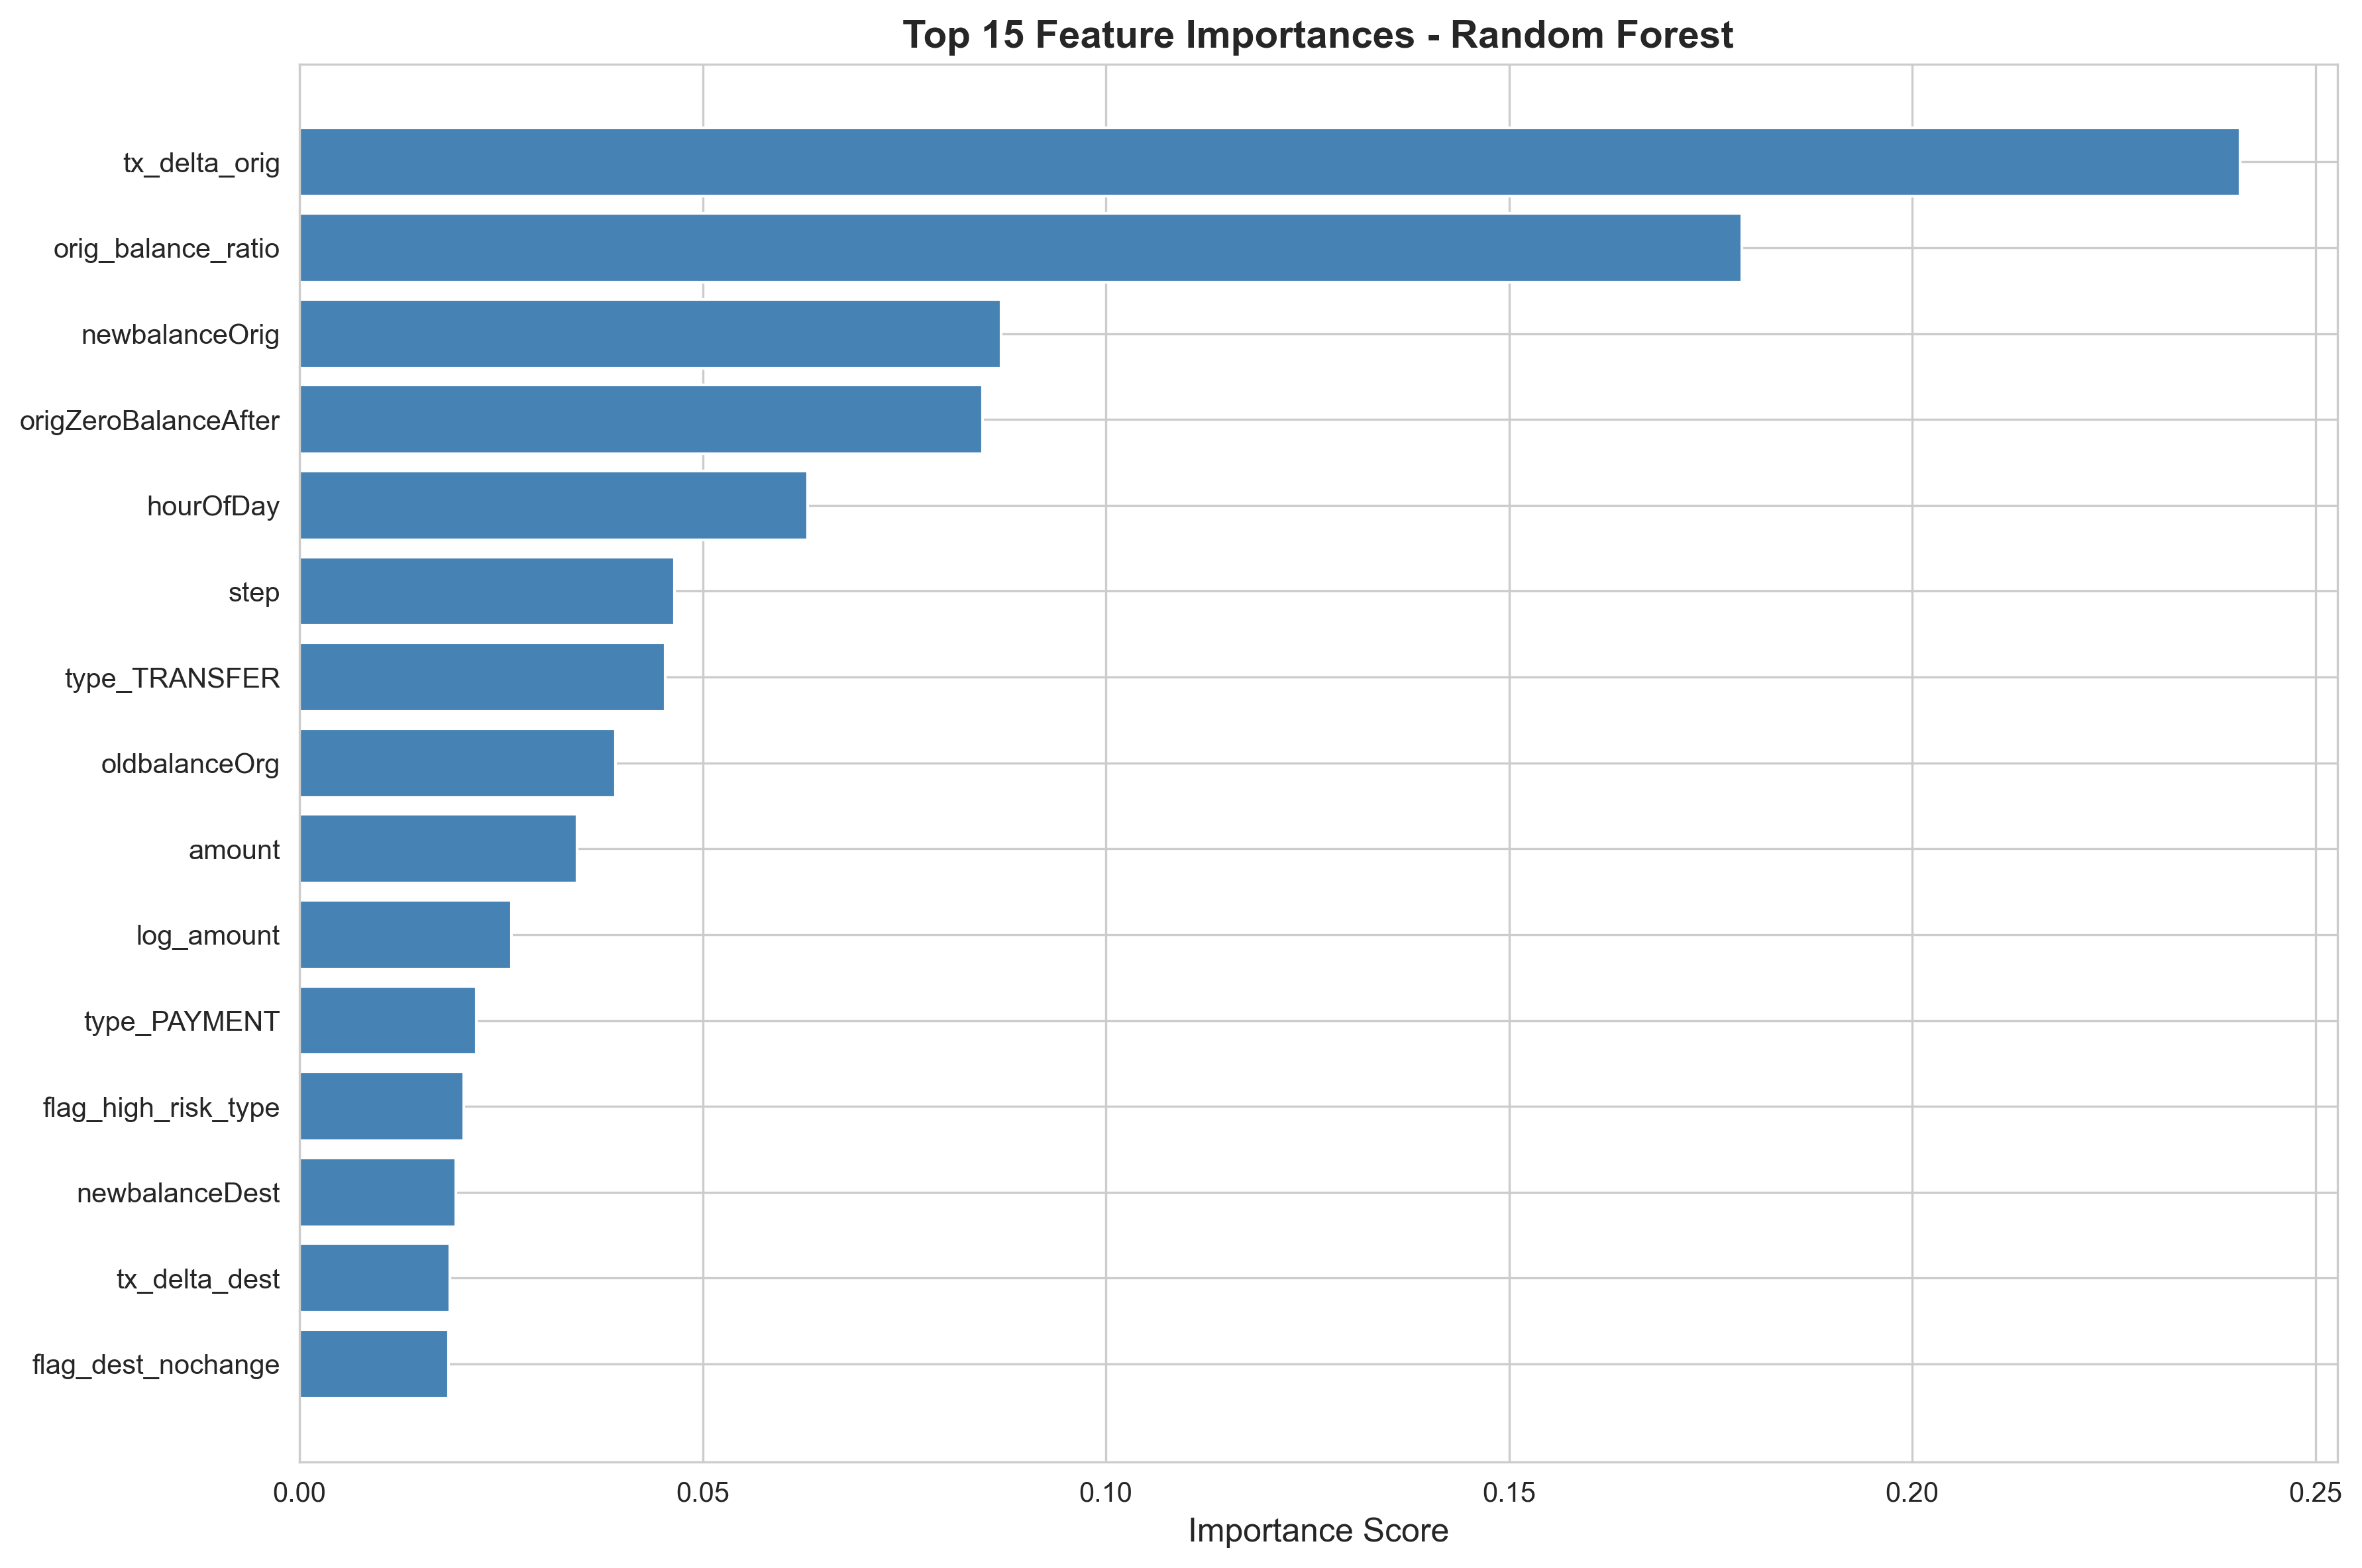 Top 15 Feature Importances - Random Forest
tx_delta_orig
orig_balance_ratio
newbalanceOrig
origZeroBalanceAfter
hourOfDay
step
type_TRANSFER
oldbalanceOrg
amount
log_amount
type_PAYMENT
flag_high_risk_type
newbalanceDest
tx_delta_dest
flag_dest_nochange
0.00 0.05 0.10 0.15 0.20 0.25
Importance Score